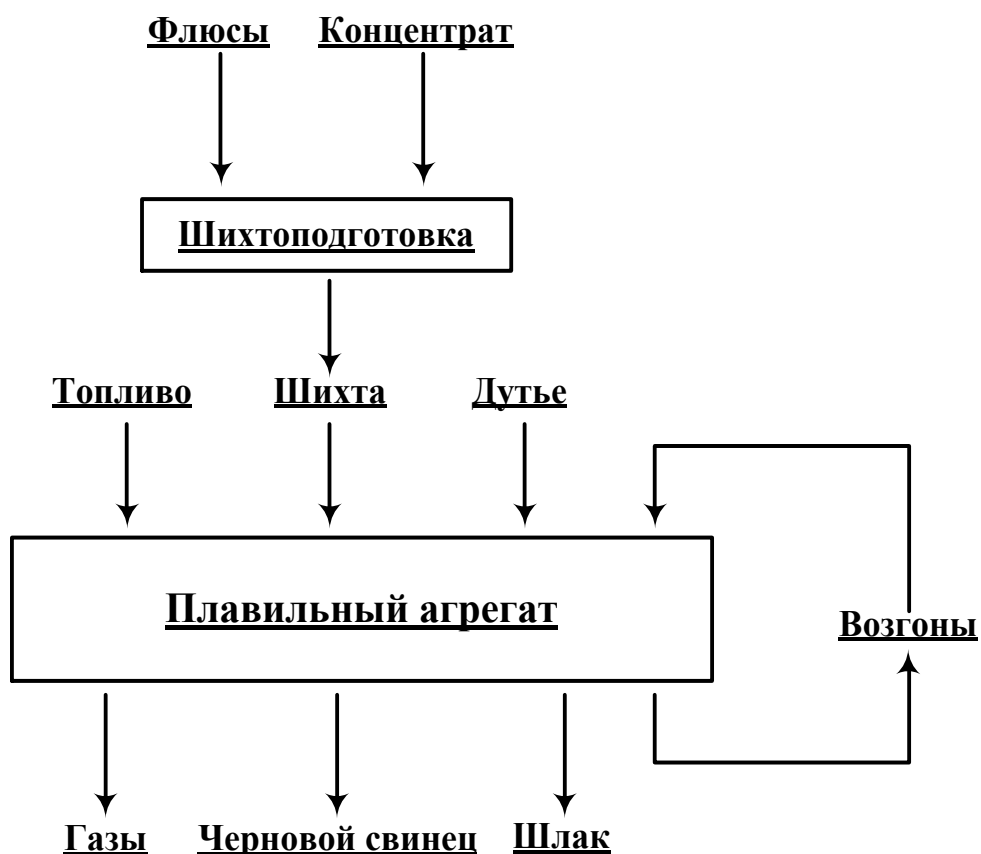 Флюсы Концентрат
Шихтоподготовка
Топливо Шихта Дутье
Плавильный агрегат
Возгоны
Газы Черновой свинец Шлак